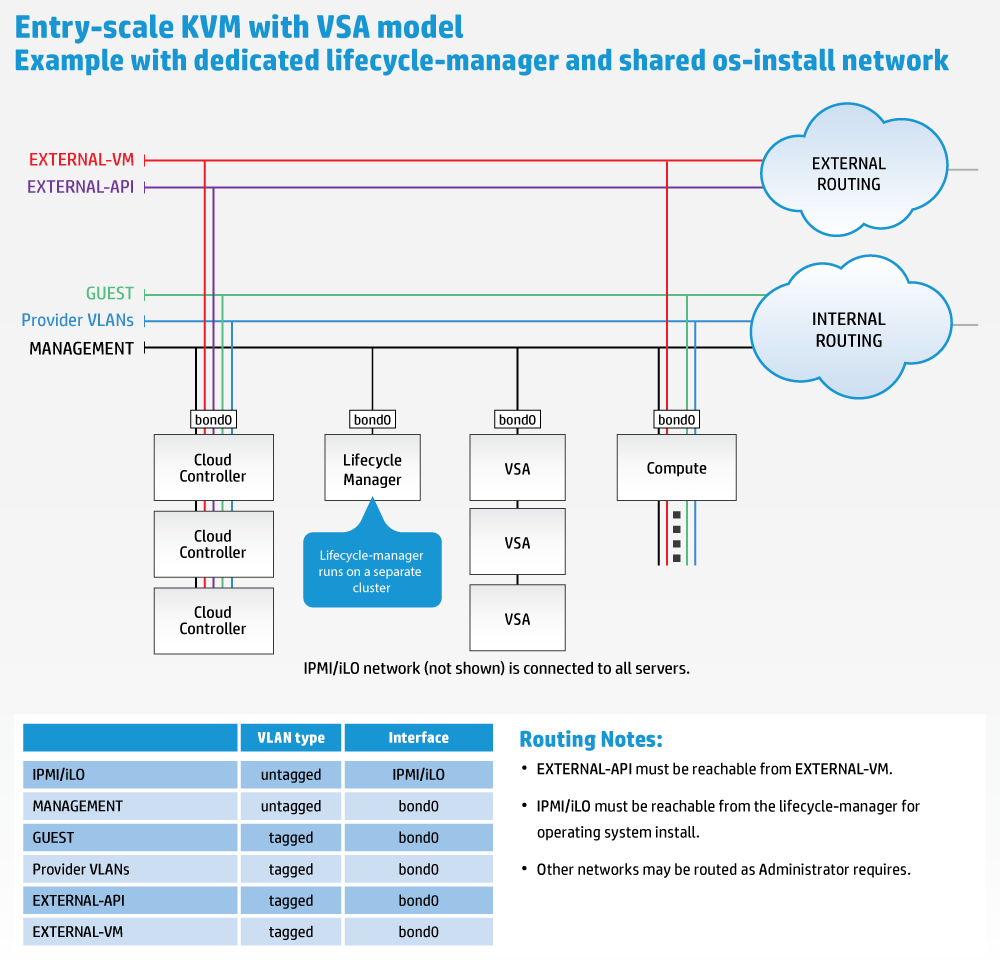 Entry-scale KVM with VSA model
Example with dedicated lifecycle-manager and shared os-install network
EXTERNAL-VM
EXTERNAL-API
EXTERNAL
ROUTING
GUEST
Provider VLANs
MANAGEMENT
INTERNAL
ROUTING
bond0
bond0
bond0
bond0
Cloud
Controller
Lifecycle
Manager
VSA
Compute
Cloud
Controller
VSA
Lifecycle-manager
runs on a separate
cluster
Cloud
Controller
VSA
IPMI/iLO network (not shown) is connected to all servers.
VLAN type Interface
IPMI/iLO untagged IPMI/iLO
MANAGEMENT untagged bond0
GUEST tagged bond0
Provider VLANs tagged bond0
EXTERNAL-API tagged bond0
EXTERNAL-VM tagged bond0
Routing Notes:
• EXTERNAL-API must be reachable from EXTERNAL-VM.
• IPMI/iLO must be reachable from the lifecycle-manager for
operating system install.
• Other networks may be routed as Administrator requires.